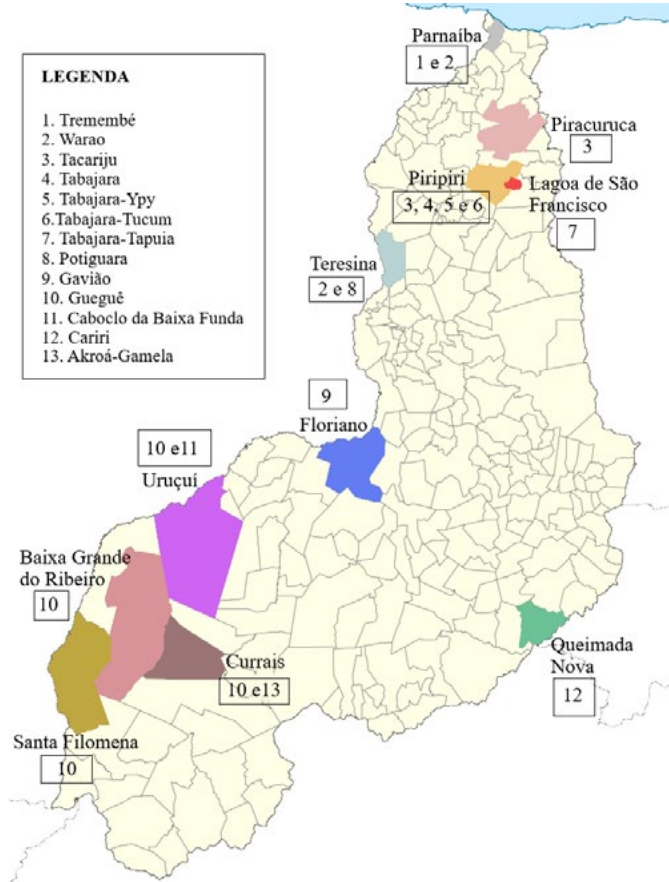 LEGENDA
1. Tremembé
2. Warao
3. Tacariju
4. Tabajara
5. Tabajara-Ypy
6.Tabajara-Tucum
7. Tabajara-Tapuia
8. Potiguara
9. Gavião
10. Gueguê
11. Caboclo da Baixa Funda
12. Cariri
13. Akroá-Gamela
Parnaíba
1 e 2
Piracuruca
3
Piripiri
3, 4, 5 e 6
Lagoa de São
Francisco
7
Teresina
2 e 8
9
Floriano
10 e11
Uruçuí
Baixa Grande
do Ribeiro
10
Currais
10 e13
Queimada
Nova
12
Santa Filomena
10